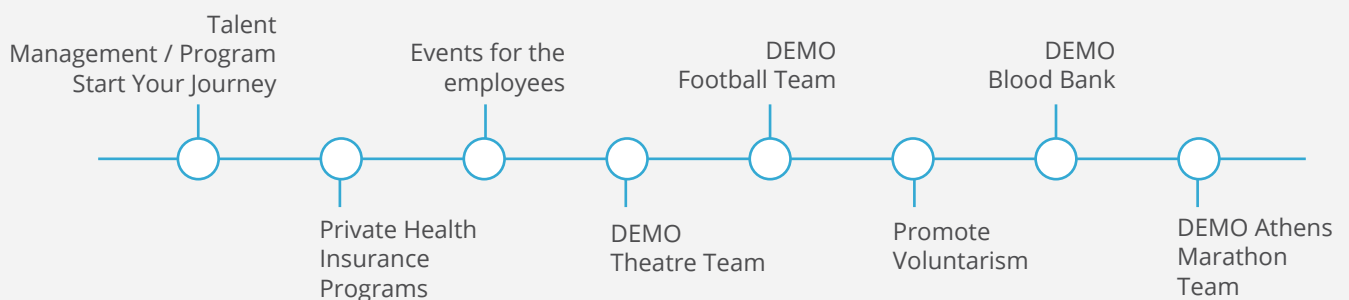 Talent
Management / Program
Start Your Journey
Private Health
Insurance
Programs
Events for the
employees
DEMO
Theatre Team
DEMO
Football Team
Promote
Voluntarism
DEMO
Blood Bank
DEMO Athens
Marathon
Team